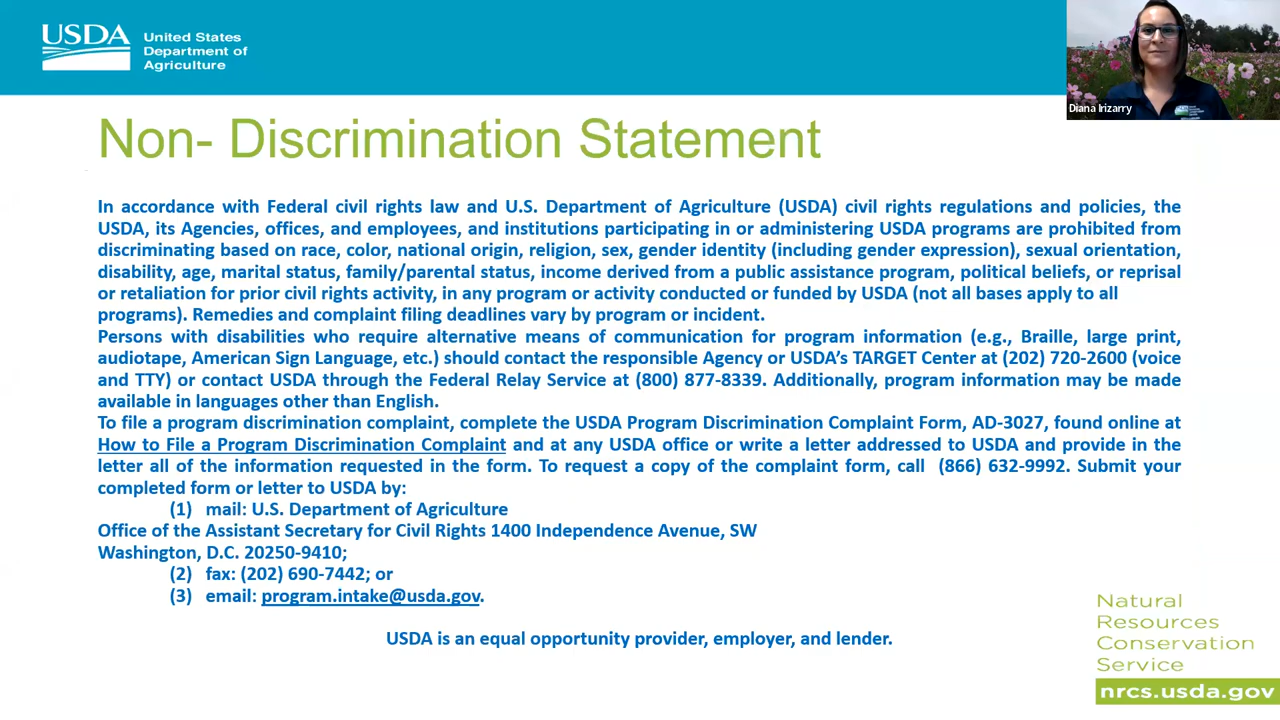 USDA
United States
Department of
Agriculture
Diana Irizarry
Non- Discrimination Statement
In accordance with Federal civil rights law and U.S. Department of Agriculture (USDA) civil rights regulations and policies, the
USDA, its Agencies, offices, and employees, and institutions participating in or administering USDA programs are prohibited from
discriminating based on race, color, national origin, religion, sex, gender identity (including gender expression), sexual orientation,
disability, age, marital status, family/parental status, income derived from a public assistance program, political beliefs, or reprisal
or retaliation for prior civil rights activity, in any program or activity conducted or funded by USDA (not all bases apply to all
programs). Remedies and complaint filing deadlines vary by program or incident.
Persons with disabilities who require alternative means of communication for program information (e.g., Braille, large print,
audiotape, American Sign Language, etc.) should contact the responsible Agency or USDA’s TARGET Center at (202) 720-2600 (voice
and TTY) or contact USDA through the Federal Relay Service at (800) 877-8339. Additionally, program information may be made
available in languages other than English.
To file a program discrimination complaint, complete the USDA Program Discrimination Complaint Form, AD-3027, found online at
How to File a Program Discrimination Complaint and at any USDA office or write a letter addressed to USDA and provide in the
letter all of the information requested in the form. To request a copy of the complaint form, call (866) 632-9992. Submit your
completed form or letter to USDA by:
(1) mail: U.S. Department of Agriculture
Office of the Assistant Secretary for Civil Rights 1400 Independence Avenue, SW
Washington, D.C. 20250-9410;
(2) fax: (202) 690-7442; or
(3) email: program.intake@usda.gov.
USDA is an equal opportunity provider, employer, and lender.
Natural
Resources
Conservation
Service
nrcs.usda.gov